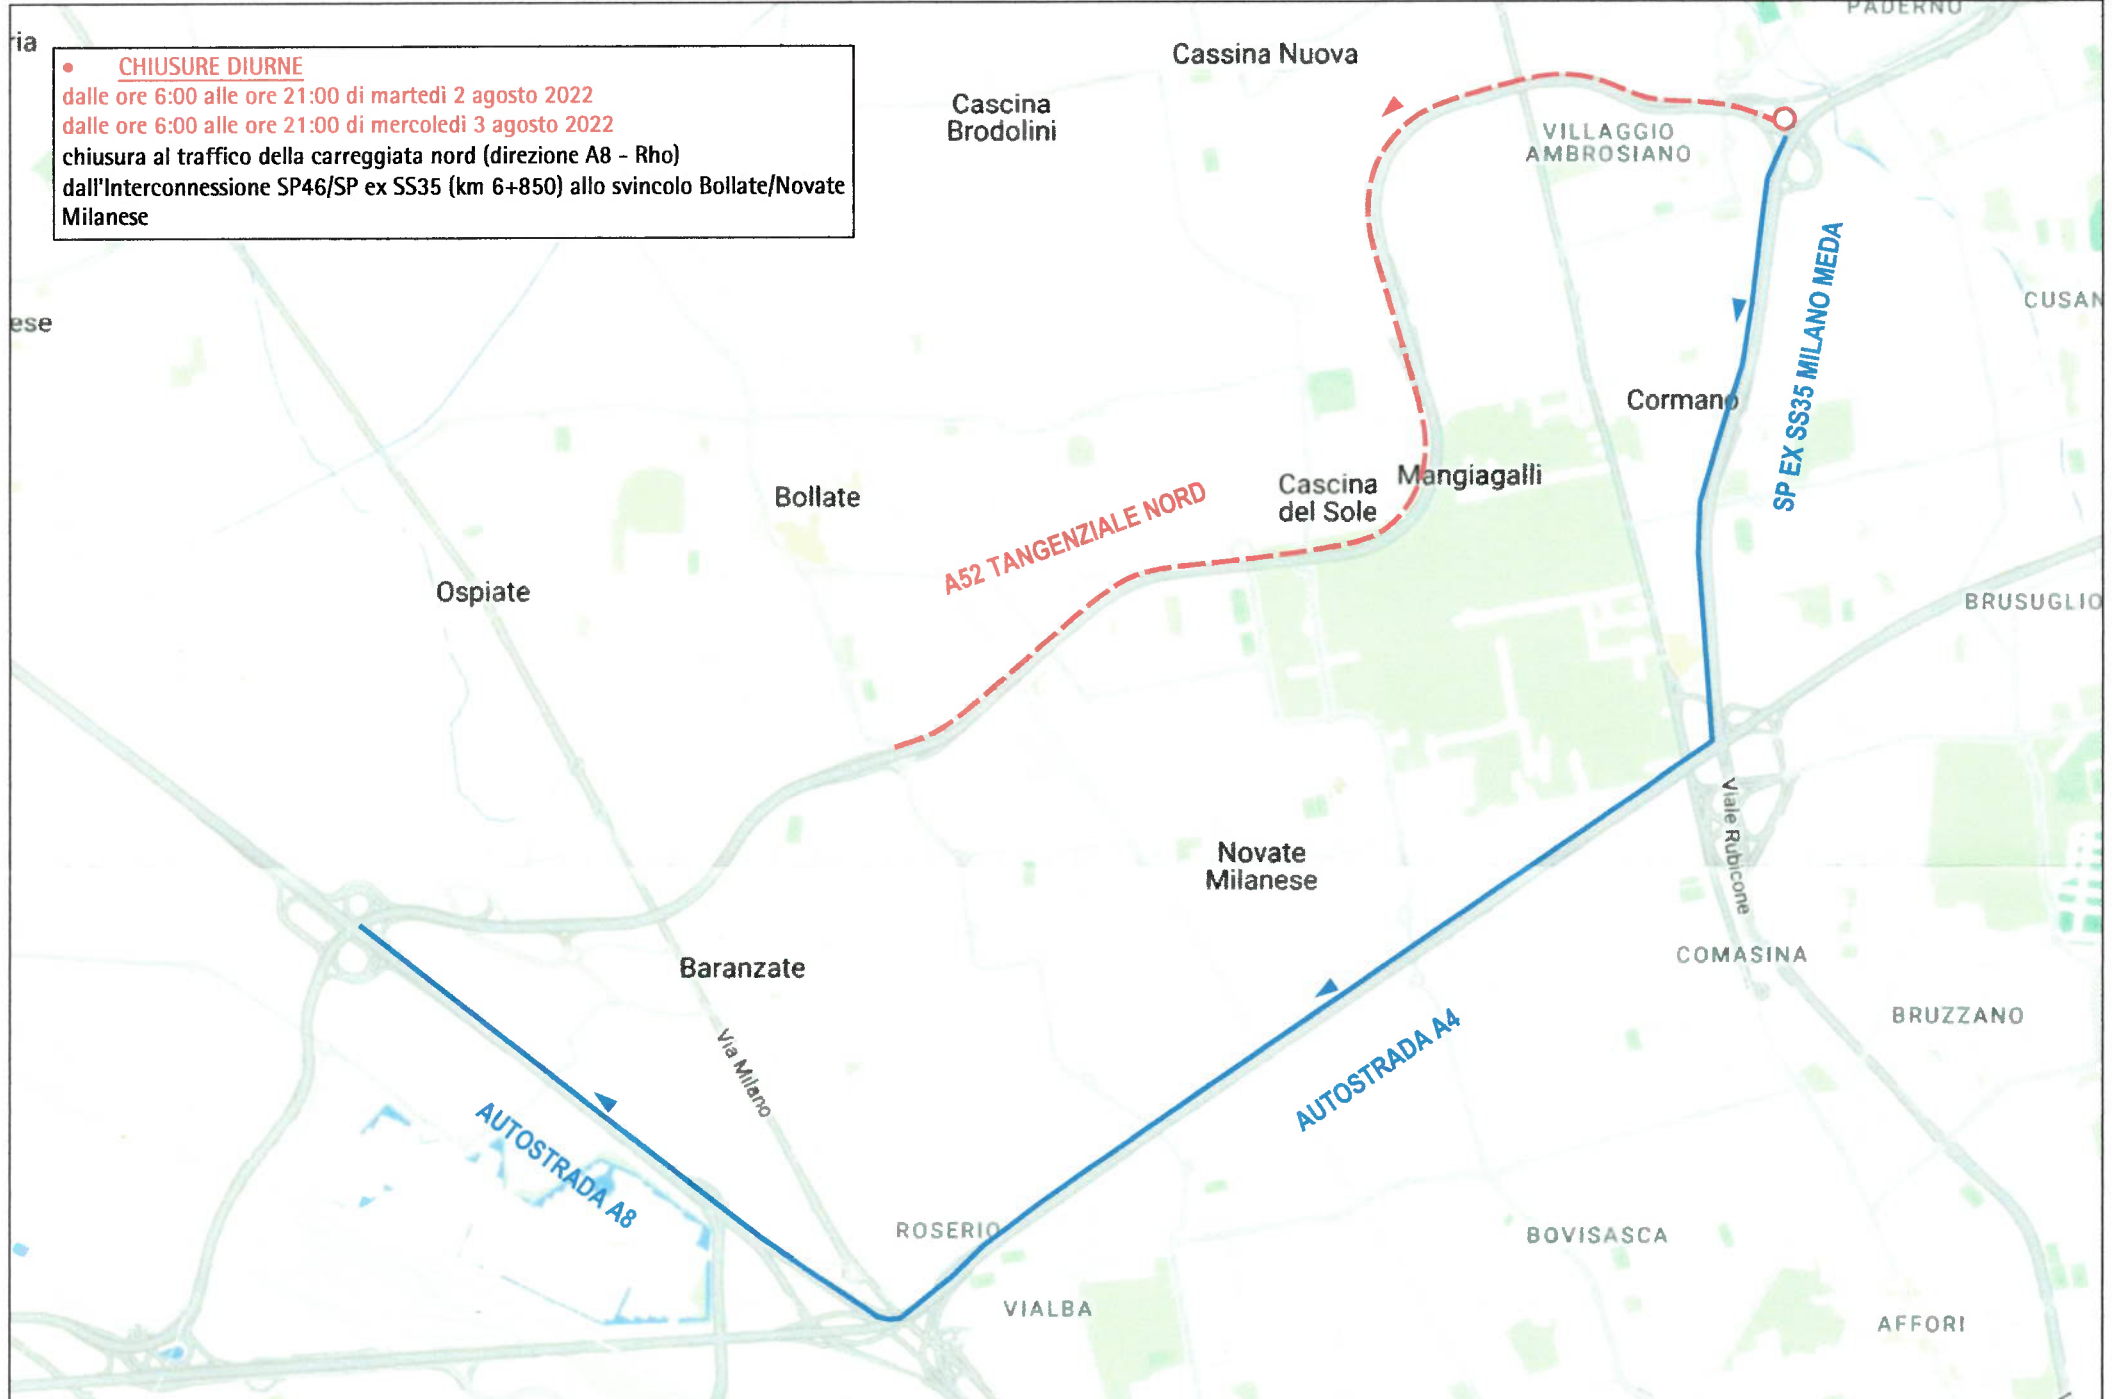 PADERNO
ria
Cassina Nuova
• CHIUSURE DIURNE
dalle ore 6:00 alle ore 21:00 di martedì 2 agosto 2022
dalle ore 6:00 alle ore 21:00 di mercoledì 3 agosto 2022
chiusura al traffico della carreggiata nord (direzione A8 - Rho)
dall'Interconnessione SP46/SP ex SS35 (km 6+850) allo svincolo Bollate/Novate
Milanese
Cascina
Brodolini
VILLAGGIO
AMBROSIANO
SP EX SS35 MILANO MEDA
CUSAN
ese
Cormano
Mangiagalli
Cascina
del Sole
Bollate
A52 TANGENZIALE NORD
Ospiate
BRUSUGLIO
Viale Rubicone
Novate
Milanese
COMASINA
Baranzate
BRUZZANO
Via Milano
AUTOSTRADA A4
AUTOSTRADA A8
ROSERIO
BOVISASCA
VIALBA
AFFORI